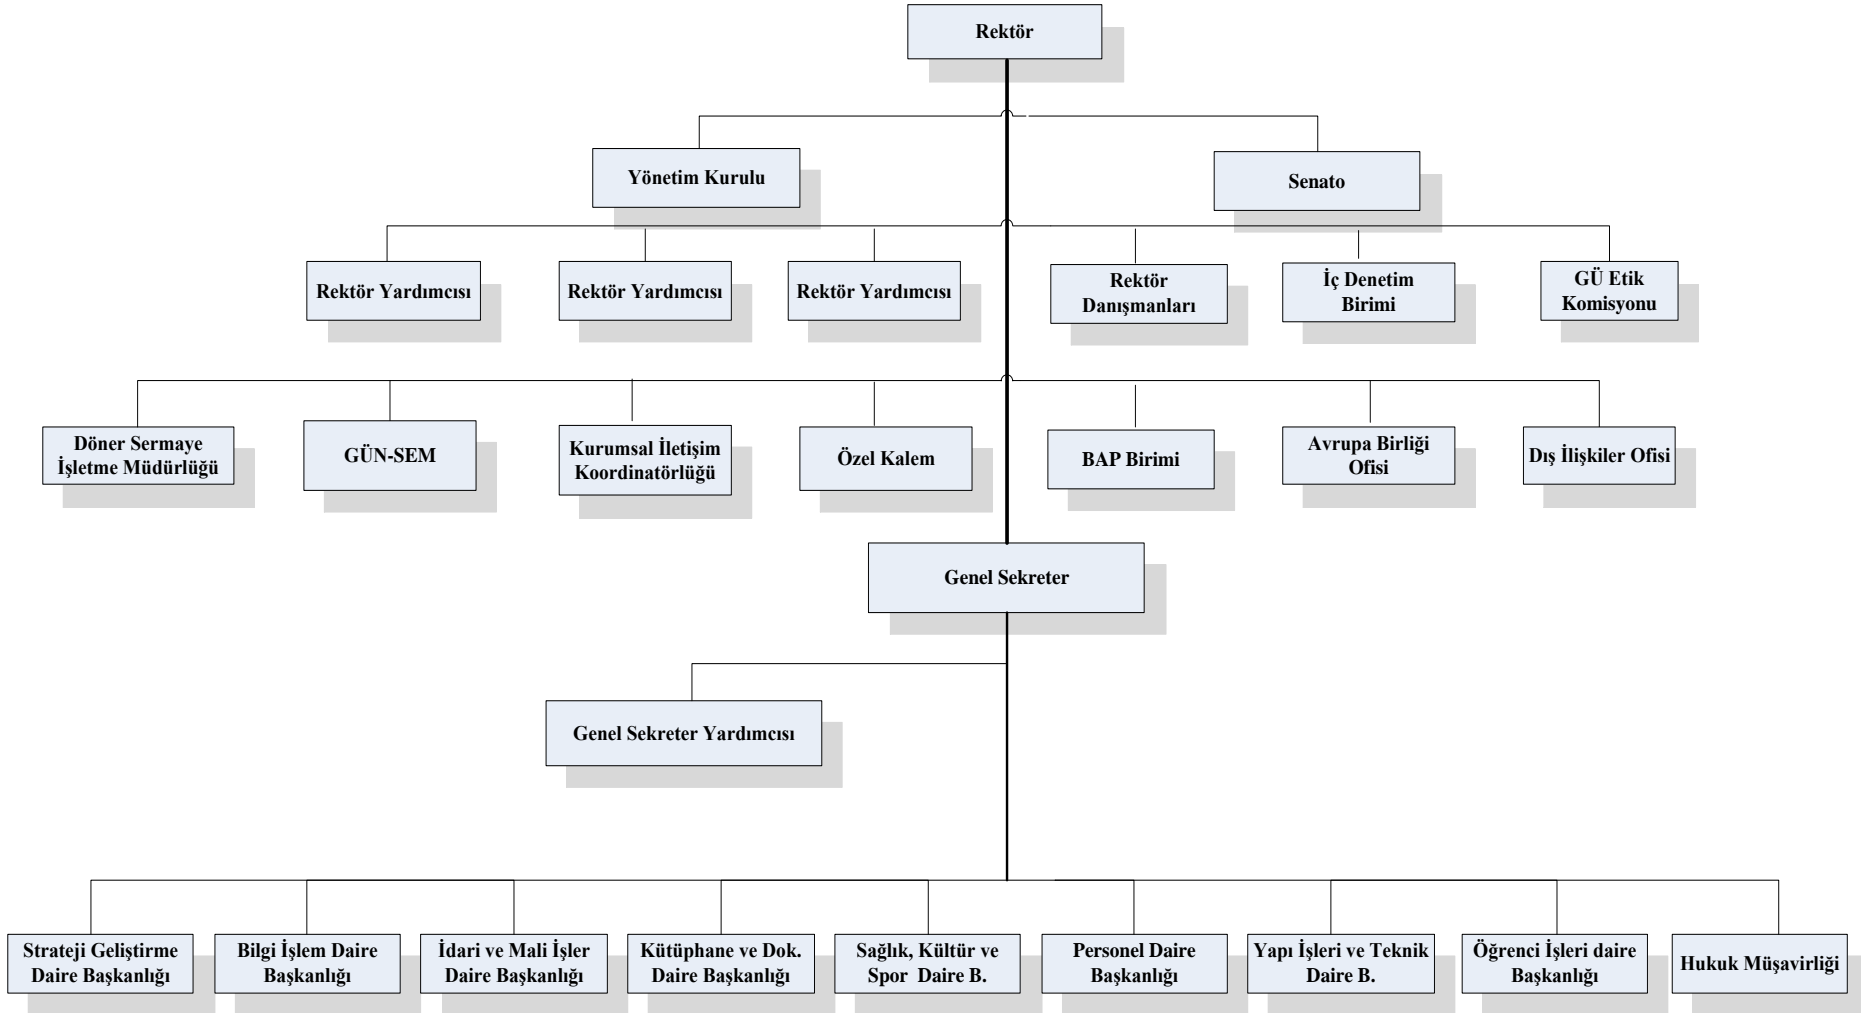 Rektör
Yönetim Kurulu
Senato
Rektör Yardımcısı
Rektör Yardımcısı
Rektör Yardımcısı
Rektör
Danışmanları
İç Denetim
Birimi
GÜ Etik
Komisyonu
Döner Sermaye
İşletme Müdürlüğü
GÜN-SEM
Kurumsal İletişim
Koordinatörlüğü
Özel Kalem
BAP Birimi
Avrupa Birliği
Ofisi
Dış İlişkiler Ofisi
Genel Sekreter
Genel Sekreter Yardımcısı
Strateji Geliştirme
Daire Başkanlığı
Bilgi İşlem Daire
Başkanlığı
İdari ve Mali İşler
Daire Başkanlığı
Kütüphane ve Dok.
Daire Başkanlığı
Sağlık, Kültür ve
Spor  Daire B.
Personel Daire
Başkanlığı
Yapı İşleri ve Teknik
Daire B.
Öğrenci İşleri daire
Başkanlığı
Hukuk Müşavirliği